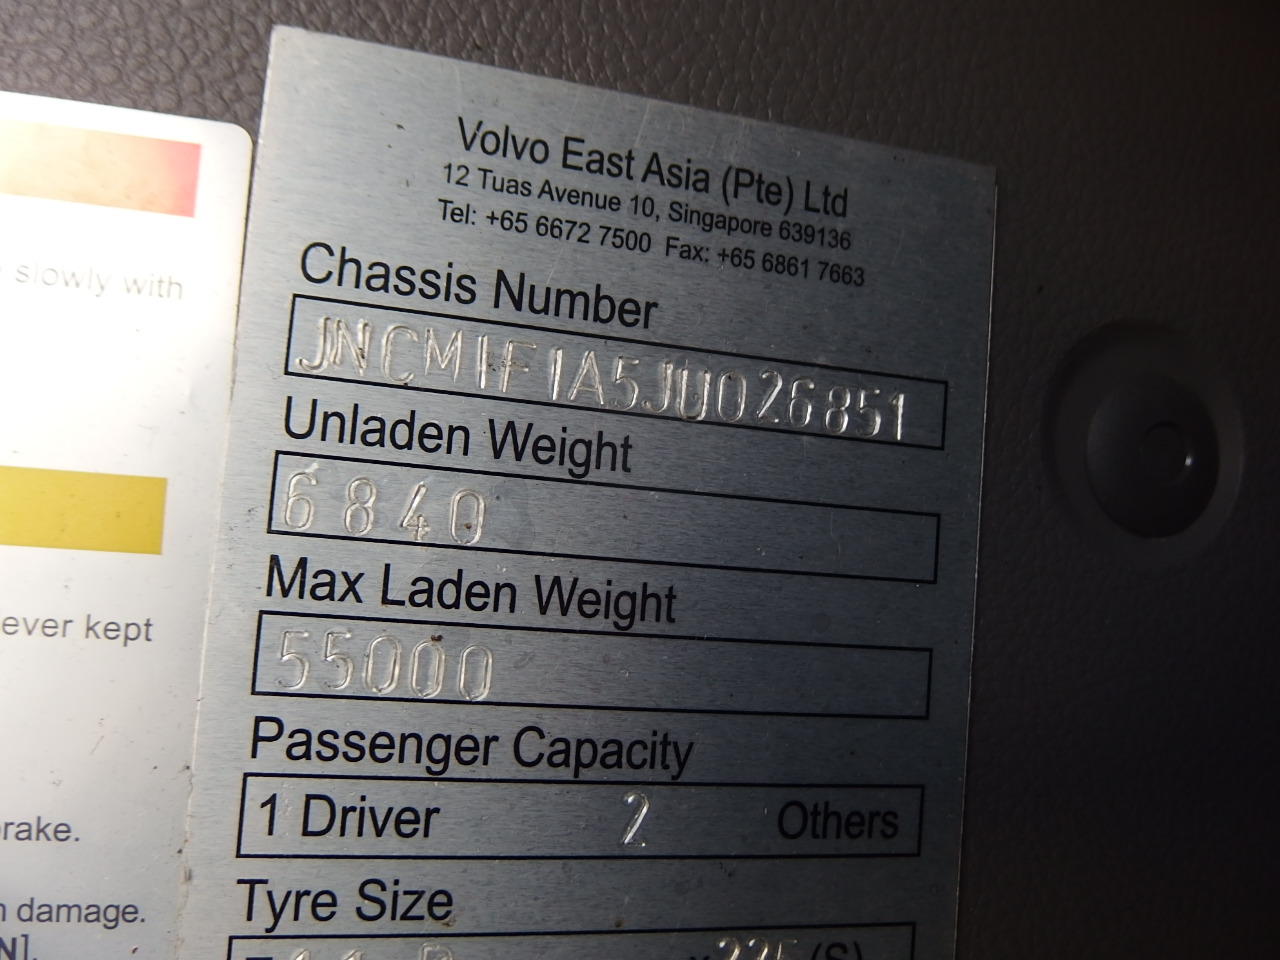 Volvo East Asia (Pte) Ltd
12 Tuas Avenue 10, Singapore 639136
Tel: +65 6672 7500 Fax: +65 6861 7663
Chassis Number
JNCM1F1A5JU026851
Unladen Weight
6840
Max Laden Weight
55000
Passenger Capacity
1 Driver 2 Others
Tyre Size
slowly with
ever kept
damage.